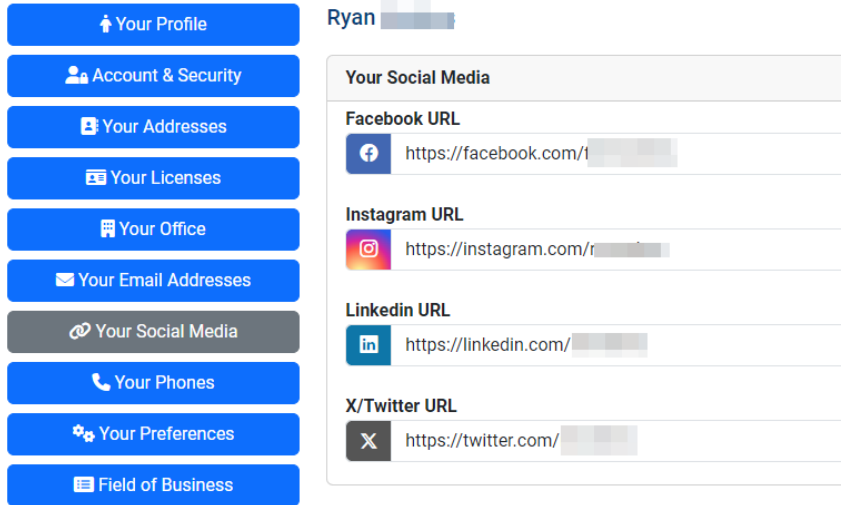 Your Profile
Account & Security
Your Addresses
Your Licenses
Your Office
Your Email Addresses
Your Social Media
Your Phones
Your Preferences
Field of Business
Ryan
Your Social Media
Facebook URL
https://facebook.com/
Instagram URL
https://instagram.com/
Linkedin URL
https://linkedin.com/
X/Twitter URL
https://twitter.com/